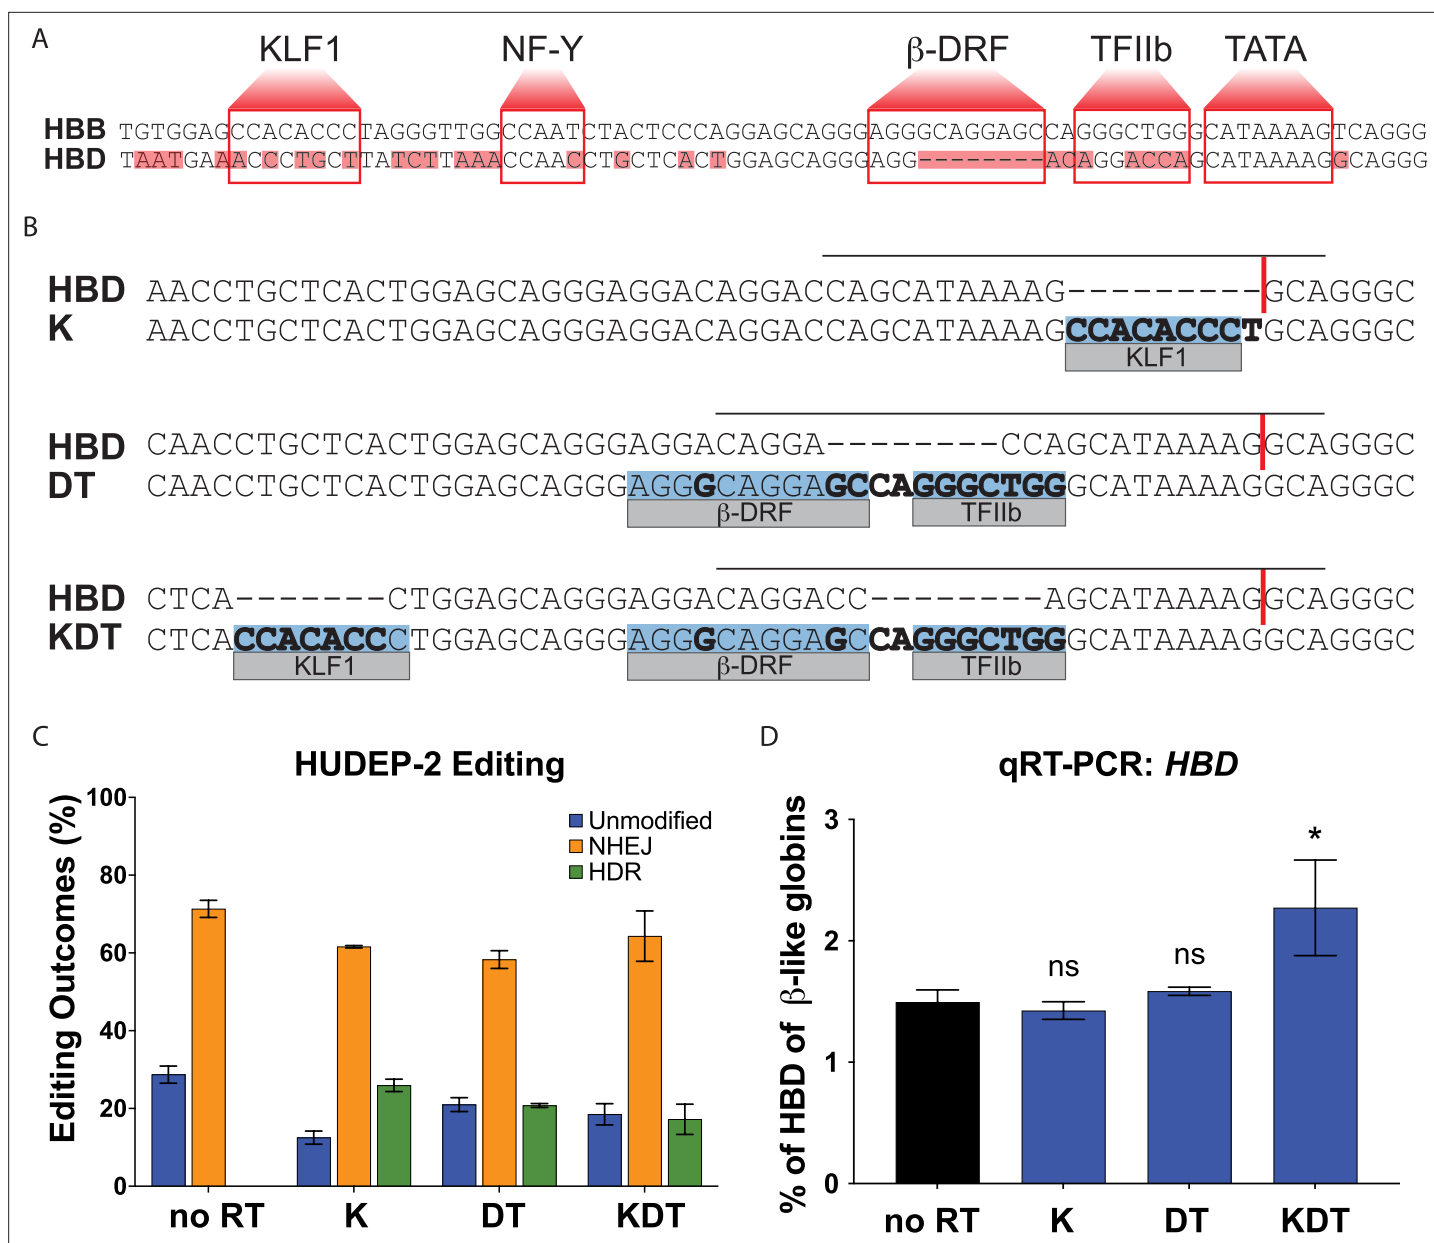 A
KLF1 NF-Y β-DRF TFIIb TATA
HBB TGTGGAGCCACACCCTAGGGTTGGCCAATCTACTCCCAGGAGCAGGGAGGGCAGGAGCCAGGGCTGGGCATAAAAGTCAGGG
HBD TAATGAAACCCTGCTTATCTTAAACCAACCTGCTCACTGGAGCAGGGAGG--------ACAGGACCAGCATAAAAGGCAGGG
B
HBD AACCTGCTCACTGGAGCAGGGAGGACAGGACCAGCATAAAAG---------GCAGGGC
K AACCTGCTCACTGGAGCAGGGAGGACAGGACCAGCATAAAAGCCACACCCTGCAGGGC
KLF1
HBD CAACCTGCTCACTGGAGCAGGGAGGACAGGA--------CCAGCATAAAAGGCAGGGC
DT CAACCTGCTCACTGGAGCAGGGAGGGCAGGAGCCAGGGCTGGGCATAAAAGGCAGGGC
β-DRF TFIIb
HBD CTCA-------CTGGAGCAGGGAGGACAGGACC--------AGCATAAAAGGCAGGGC
KDT CTCACCACACCCTGGAGCAGGGAGGGCAGGAGCCAGGGCTGGGCATAAAAGGCAGGGC
KLF1 β-DRF TFIIb
C
HUDEP-2 Editing
Editing Outcomes (%)
100
80
60
40
20
0
Unmodified
NHEJ
HDR
no RT K DT KDT
D
qRT-PCR: HBD
% of HBD of β-like globins
3
2
1
0
ns ns *
no RT K DT KDT